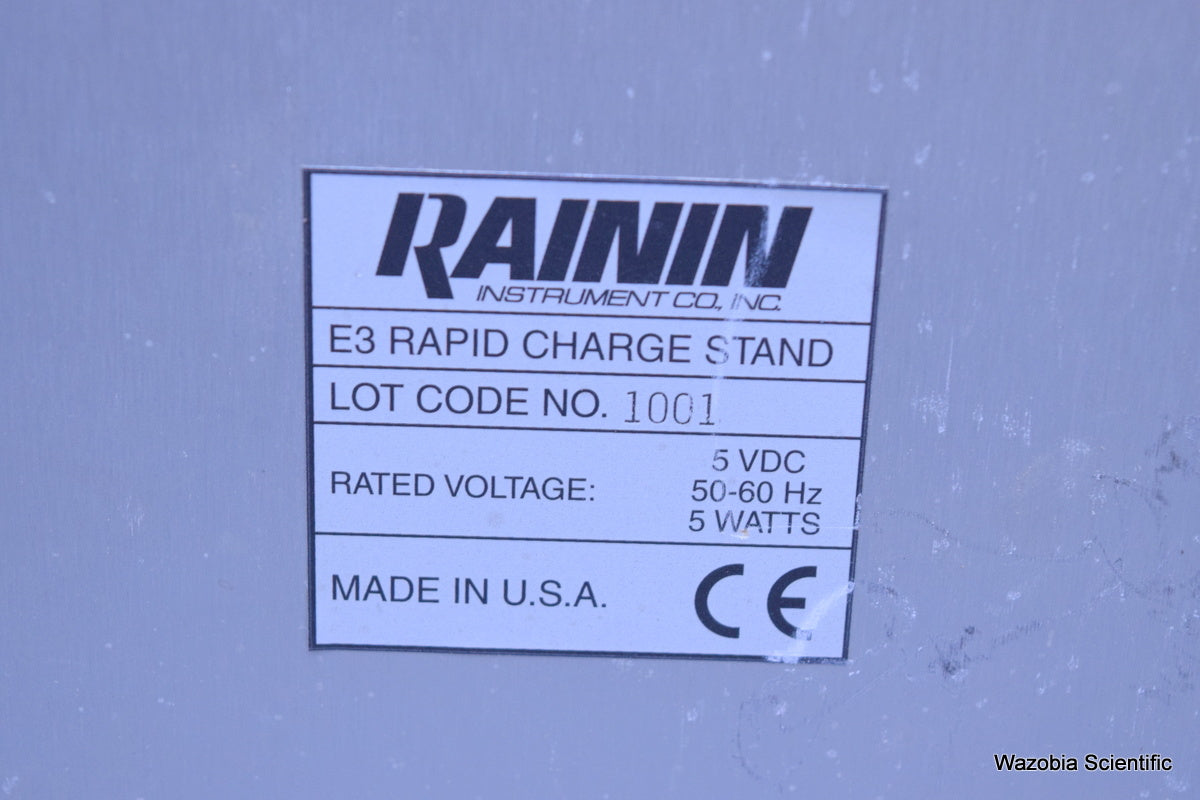 RAININ
INSTRUMENT CO., INC.
E3 RAPID CHARGE STAND
LOT CODE NO. 1001
RATED VOLTAGE:
5 VDC
50-60 Hz
5 WATTS
MADE IN U.S.A.
CE
Wazobia Scientific